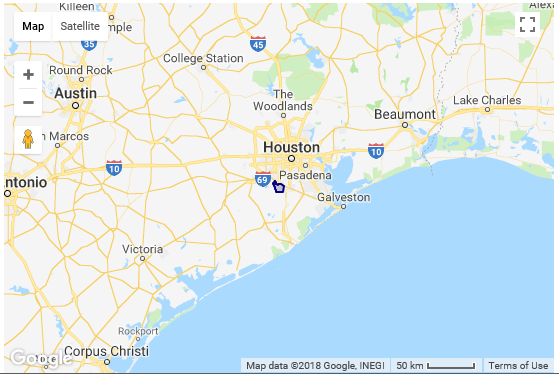 Killeen
Temple
Map
Satellite
35
45
Alexa
College Station
Round Rock
The
Woodlands
Austin
Lake Charles
Beaumont
n Marcos
Houston
10
10
Pasadena
69
ntonio
Galveston
Victoria
Rockport
Corpus Christi
Google
Map data ©2018 Google, INEGI
50 km
Terms of Use